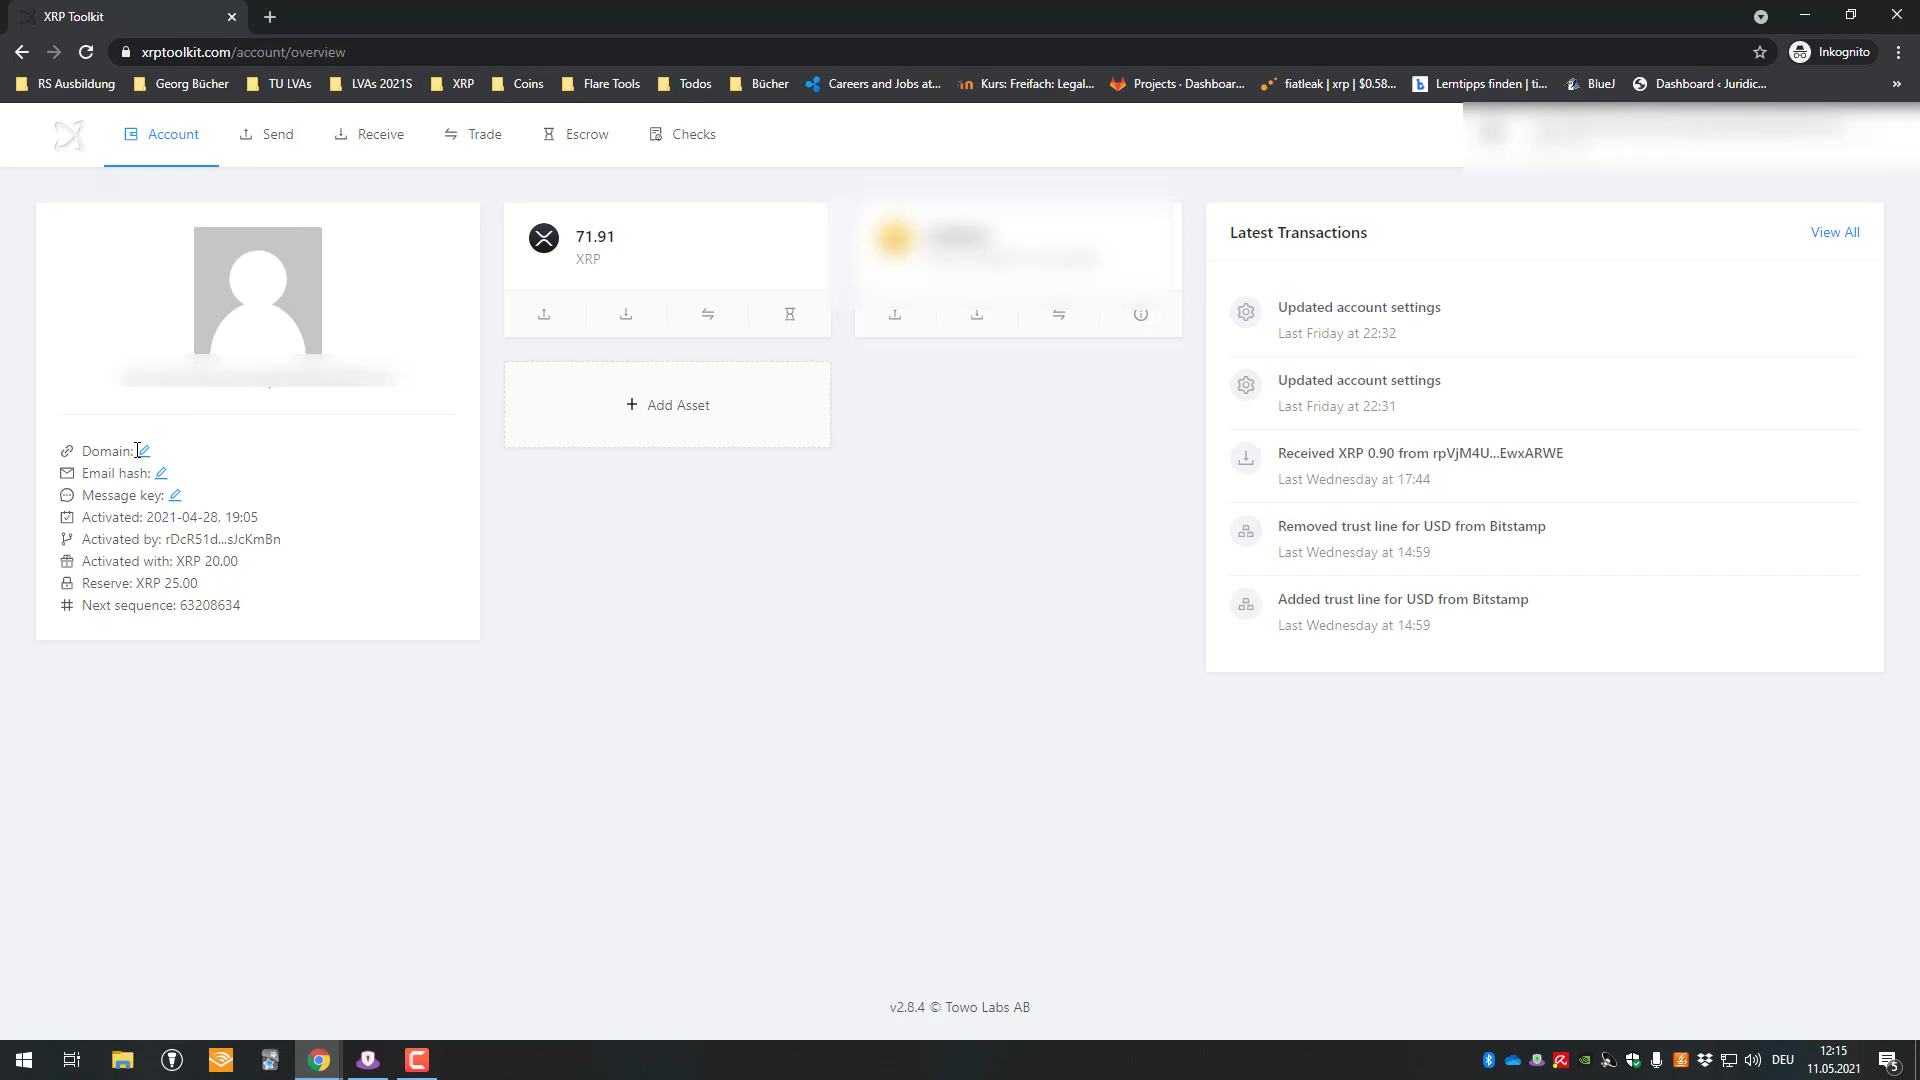 XRP Toolkit
xrptoolkit.com/account/overview
Inkognito
RS Ausbildung
Georg Bücher
TU LVAs
LVAs 2021S
XRP
Coins
Flare Tools
Todos
Bücher
Careers and Jobs at...
Kurs: Freifach: Legal...
Projects · Dashboar...
fiatleak | xrp | $0.58...
Lerntipps finden | ti...
BlueJ
Dashboard ‹ Juridic...
»
Account
Send
Receive
Trade
Escrow
Checks
71.91
XRP
+ Add Asset
Domain:
Email hash:
Message key:
Activated: 2021-04-28, 19:05
Activated by: rDcR51d...sJcKmBn
Activated with: XRP 20.00
Reserve: XRP 25.00
Next sequence: 63208634
Latest Transactions
View All
Updated account settings
Last Friday at 22:32
Updated account settings
Last Friday at 22:31
Received XRP 0.90 from rpVjM4U...EwxARWE
Last Wednesday at 17:44
Removed trust line for USD from Bitstamp
Last Wednesday at 14:59
Added trust line for USD from Bitstamp
Last Wednesday at 14:59
v2.8.4 © Towo Labs AB
DEU
12:15
11.05.2021
5